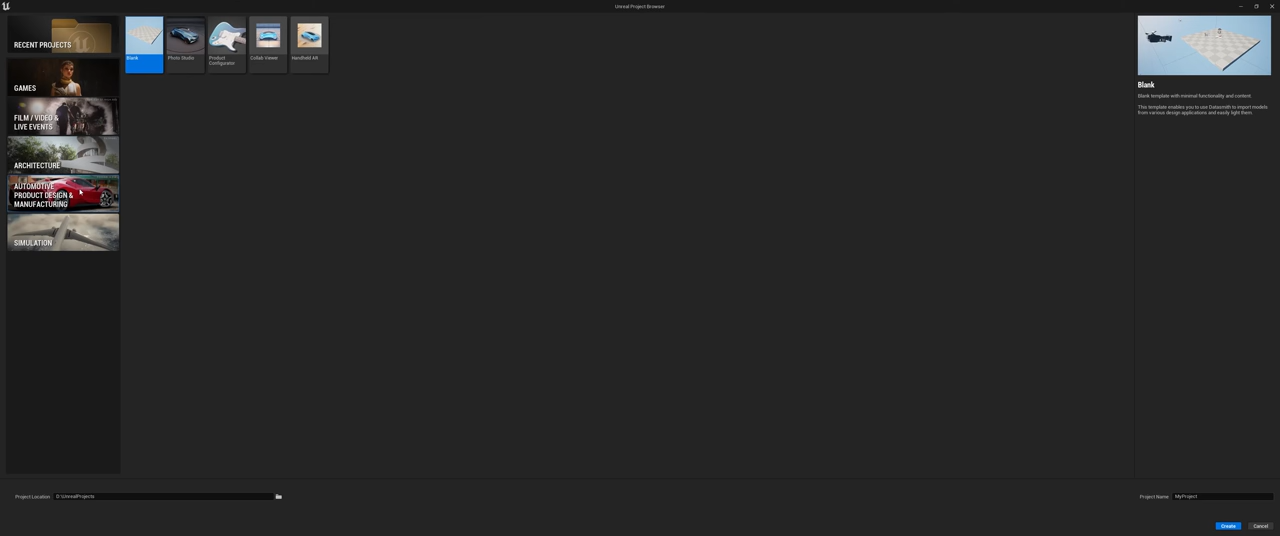 Unreal Project Browser
RECENT PROJECTS
GAMES
FILM / VIDEO &
LIVE EVENTS
ARCHITECTURE
AUTOMOTIVE
PRODUCT DESIGN &
MANUFACTURING
SIMULATION
Blank
Photo Studio
Product
Configurator
Collab Viewer
Handheld AR
Blank
Blank template with minimal functionality and content.
This template enables you to use Datasmith to import models
from various design applications and easily light them.
Project Location
D:\UnrealProjects
Project Name
MyProject
Create
Cancel